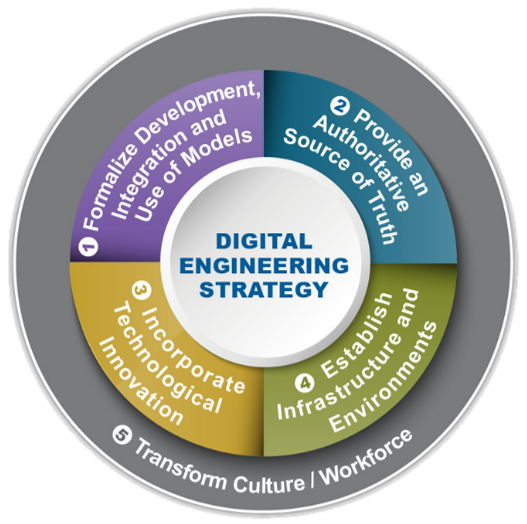 DIGITAL
ENGINEERING
STRATEGY
1 Formalize Development,
Integration and
Use of Models
2 Provide an
Authoritative
Source of Truth
3 Incorporate
Technological
Innovation
4 Establish
Infrastructure and
Environments
5 Transform Culture / Workforce